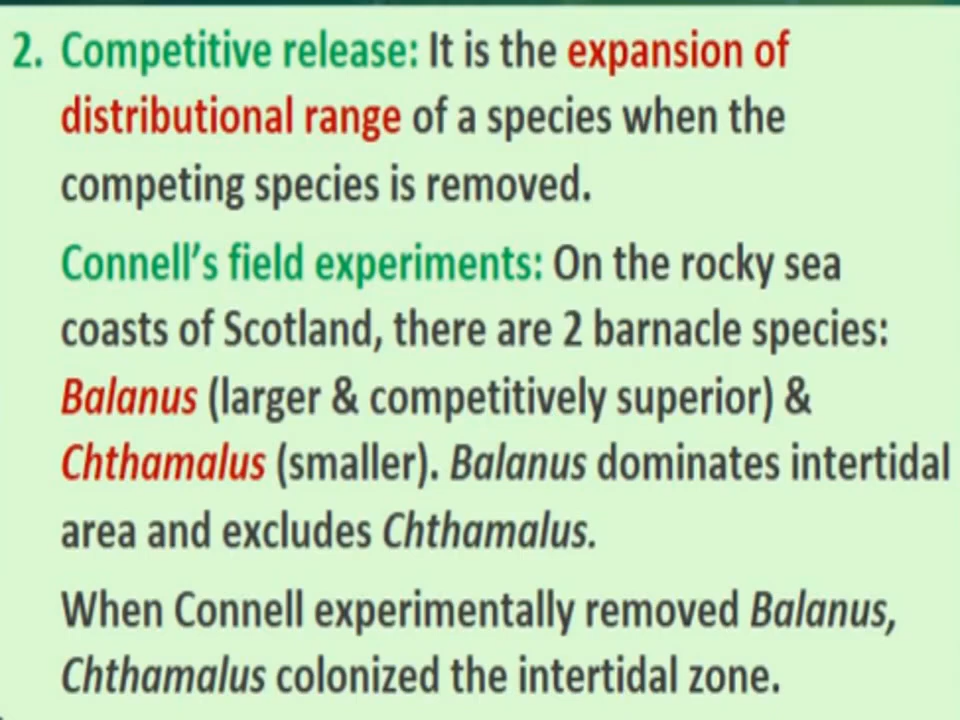 2. Competitive release: It is the expansion of
distributional range of a species when the
competing species is removed.
Connell’s field experiments: On the rocky sea
coasts of Scotland, there are 2 barnacle species:
Balanus (larger & competitively superior) &
Chthamalus (smaller). Balanus dominates intertidal
area and excludes Chthamalus.
When Connell experimentally removed Balanus,
Chthamalus colonized the intertidal zone.